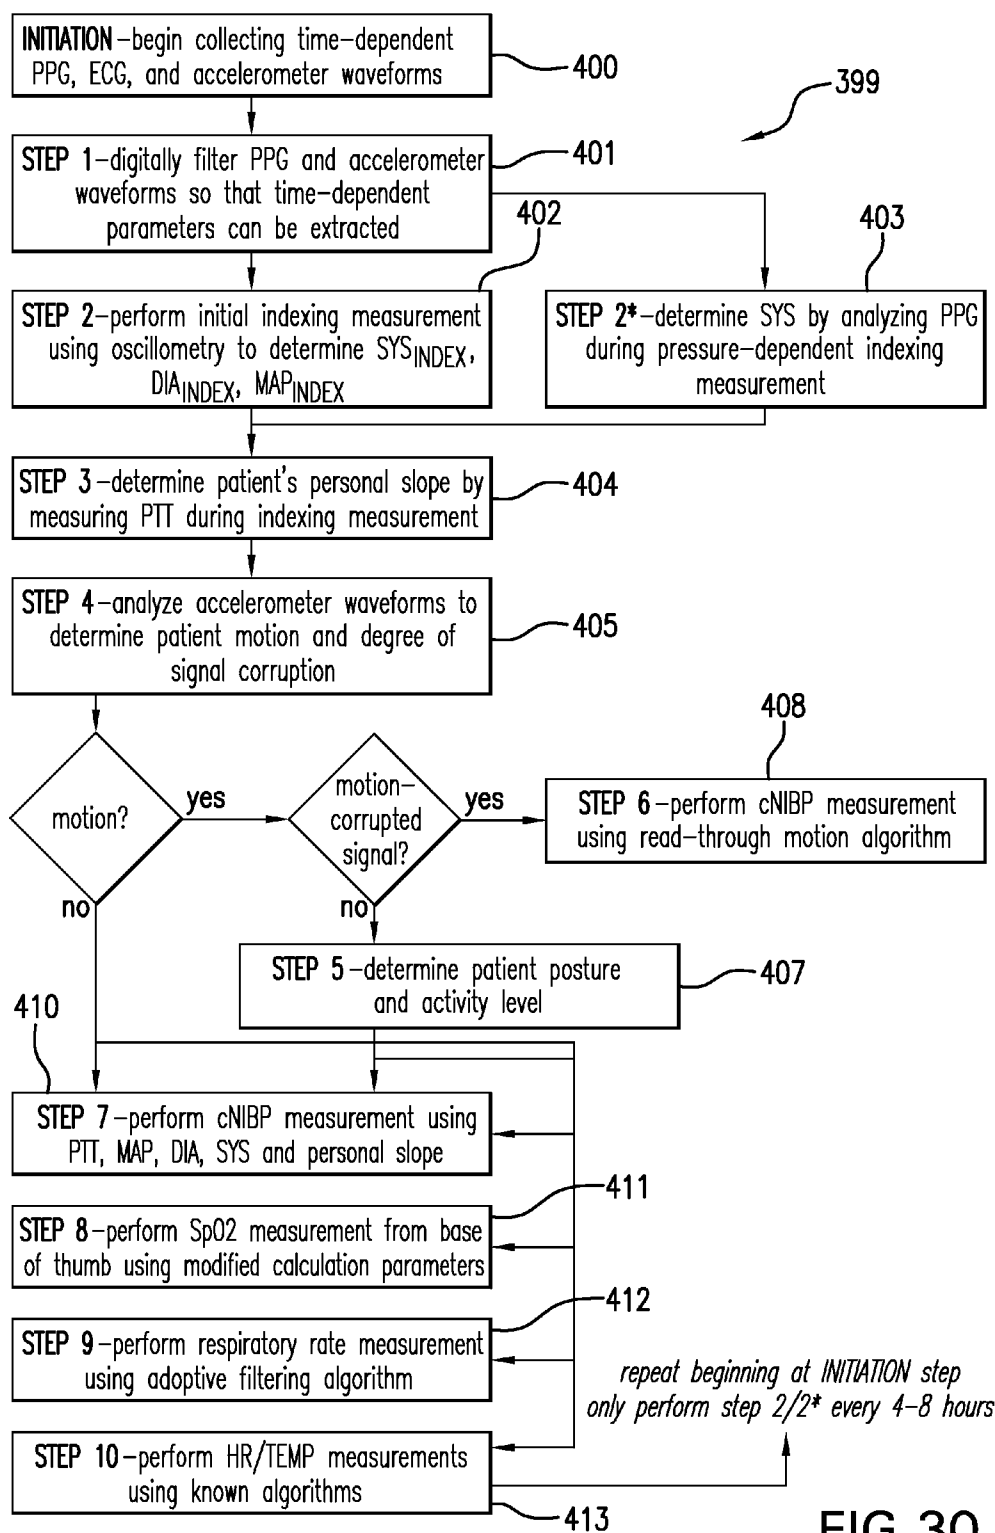 INITIATION-begin collecting time-dependent
PPG, ECG, and accelerometer waveforms
400
399
STEP 1-digitally filter PPG and accelerometer
waveforms so that time-dependent
parameters can be extracted
401
402
403
STEP 2-perform initial indexing measurement
using oscillometry to determine SYSINDEX,
DIAINDEX, MAPINDEX
STEP 2*-determine SYS by analyzing PPG
during pressure-dependent indexing
measurement
STEP 3-determine patient's personal slope by
measuring PTT during indexing measurement
404
STEP 4-analyze accelerometer waveforms to
determine patient motion and degree of
signal corruption
405
408
motion?
yes
motion-
corrupted
signal?
yes
STEP 6-perform cNIBP measurement
using read-through motion algorithm
no
no
STEP 5-determine patient posture
and activity level
407
410
STEP 7-perform cNIBP measurement using
PTT, MAP, DIA, SYS and personal slope
411
STEP 8-perform SpO2 measurement from base
of thumb using modified calculation parameters
412
STEP 9-perform respiratory rate measurement
using adoptive filtering algorithm
repeat beginning at INITIATION step
only perform step 2/2* every 4-8 hours
STEP 10-perform HR/TEMP measurements
using known algorithms
413
FIG.30